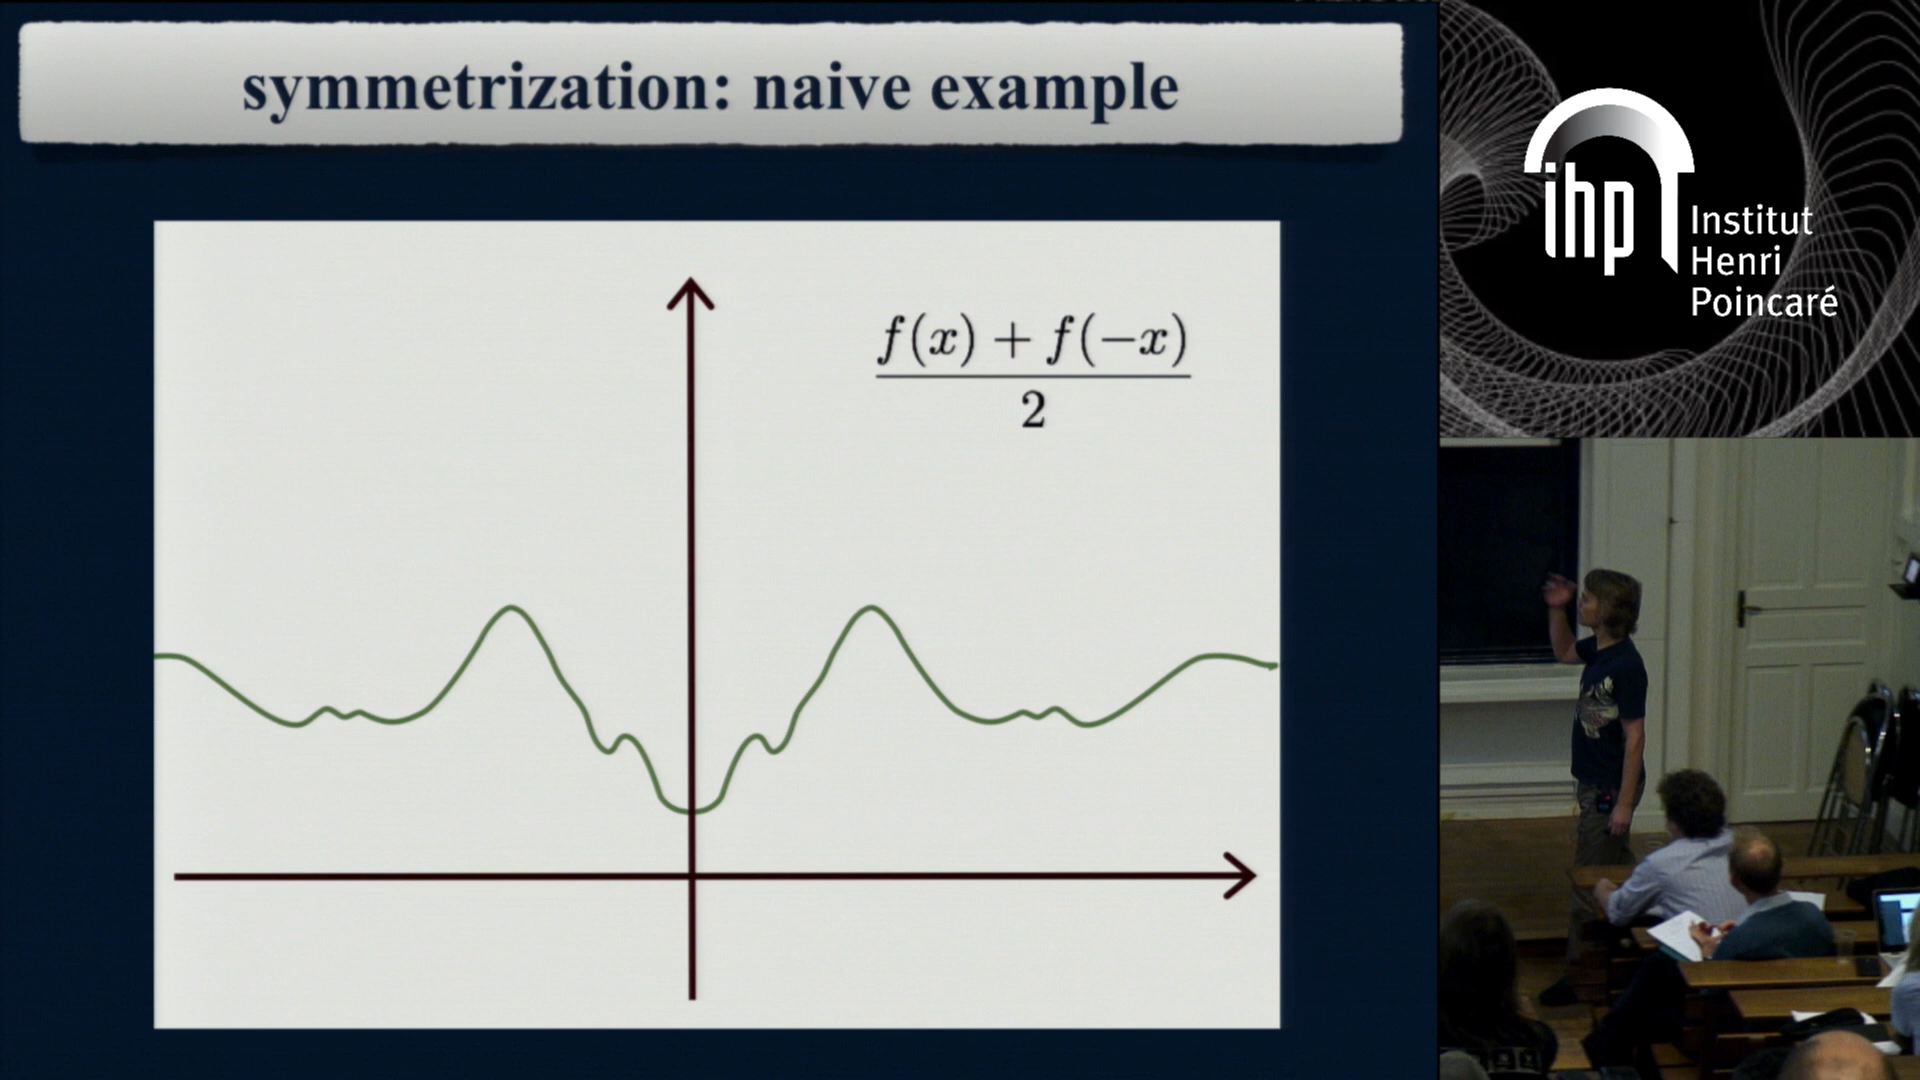 symmetrization: naive example
f(x) + f(−x)
2
ihp
Institut
Henri
Poincaré